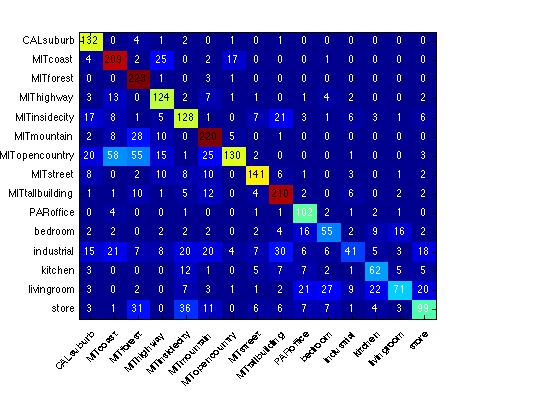 CALsuburb 132 0 4 1 2 0 1 0 1 0 0 0 0 0 0
MITcoast 4 209 2 25 0 2 17 0 0 0 0 0 0 0 0
MITforest 0 0 223 1 0 3 1 0 0 0 0 0 0 0 0
MIThighway 3 13 0 124 2 7 1 1 0 1 4 2 0 0 2
MITinsidecity 17 8 1 5 128 1 0 7 21 3 1 6 3 1 6
MITmountain 2 8 28 10 0 220 5 0 0 0 0 0 0 0 0
MITopencountry 20 58 55 15 1 25 130 2 0 0 0 1 0 0 3
MITstreet 8 0 2 10 8 10 0 141 6 1 0 3 0 1 2
MITtallbuilding 1 1 10 1 5 12 0 4 210 2 0 6 0 2 2
PARoffice 0 4 0 0 1 0 0 1 1 102 1 2 1 0
bedroom 2 2 0 2 2 2 0 2 4 16 55 2 9 16 2
industrial 15 21 7 8 20 20 4 7 30 6 6 41 5 3 18
kitchen 3 0 0 0 12 1 0 5 7 7 2 1 62 5 5
livingroom 3 0 0 2 7 3 1 1 2 21 27 9 22 71 20
store 3 1 31 0 36 11 0 6 6 7 7 1 4 3 99
CALsuburb MITcoast MITforest MIThighway MITinsidecity MITmountain MITopencountry MITstreet MITtallbuilding PARoffice bedroom industrial kitchen livingroom store